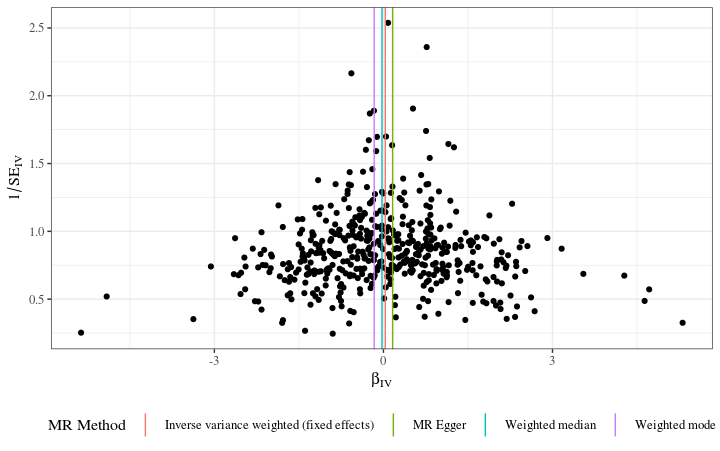 2.5
2.0
1.5
1.0
0.5
1/SE_IV
-3
0
3
β_IV
MR Method
Inverse variance weighted (fixed effects)
MR Egger
Weighted median
Weighted mode